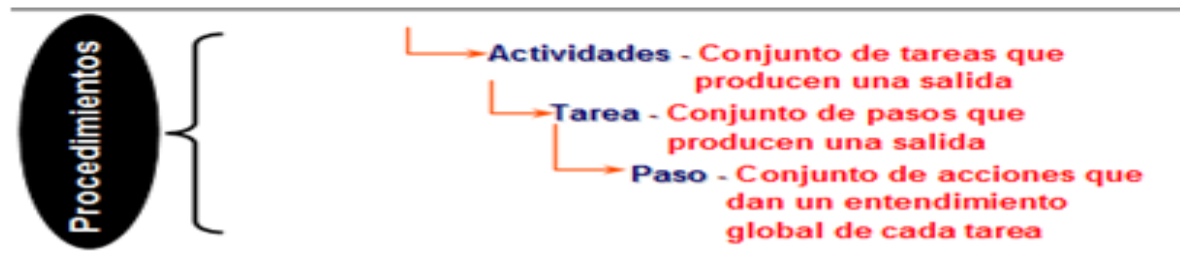 Procedimientos
Actividades - Conjunto de tareas que
producen una salida
Tarea - Conjunto de pasos que
producen una salida
Paso - Conjunto de acciones que
dan un entendimiento
global de cada tarea